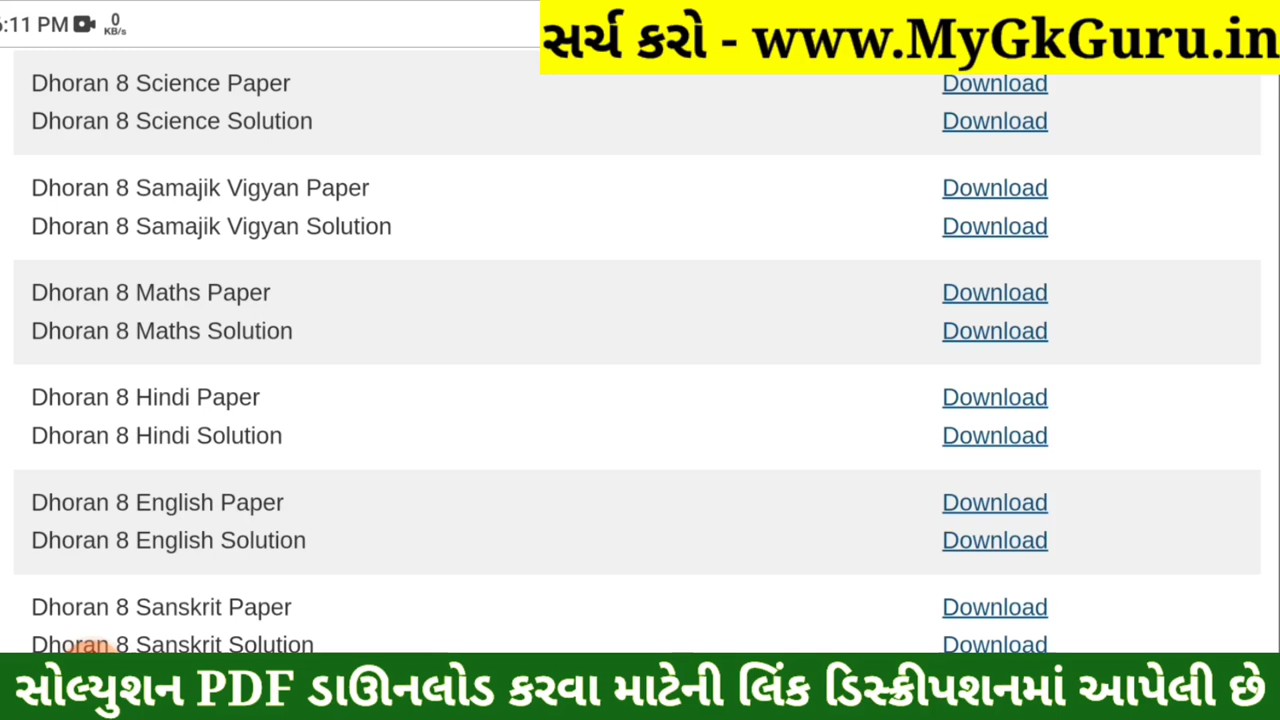 6:11 PM 0 KB/s
સર્ચ કરો - www.MyGkGuru.in
Dhoran 8 Science Paper Download
Dhoran 8 Science Solution Download
Dhoran 8 Samajik Vigyan Paper Download
Dhoran 8 Samajik Vigyan Solution Download
Dhoran 8 Maths Paper Download
Dhoran 8 Maths Solution Download
Dhoran 8 Hindi Paper Download
Dhoran 8 Hindi Solution Download
Dhoran 8 English Paper Download
Dhoran 8 English Solution Download
Dhoran 8 Sanskrit Paper Download
Dhoran 8 Sanskrit Solution Download
સોલ્યુશન PDF ડાઊનલોડ કરવા માટેની લિંક ડિસ્ક્રીપશનમાં આપેલી છે